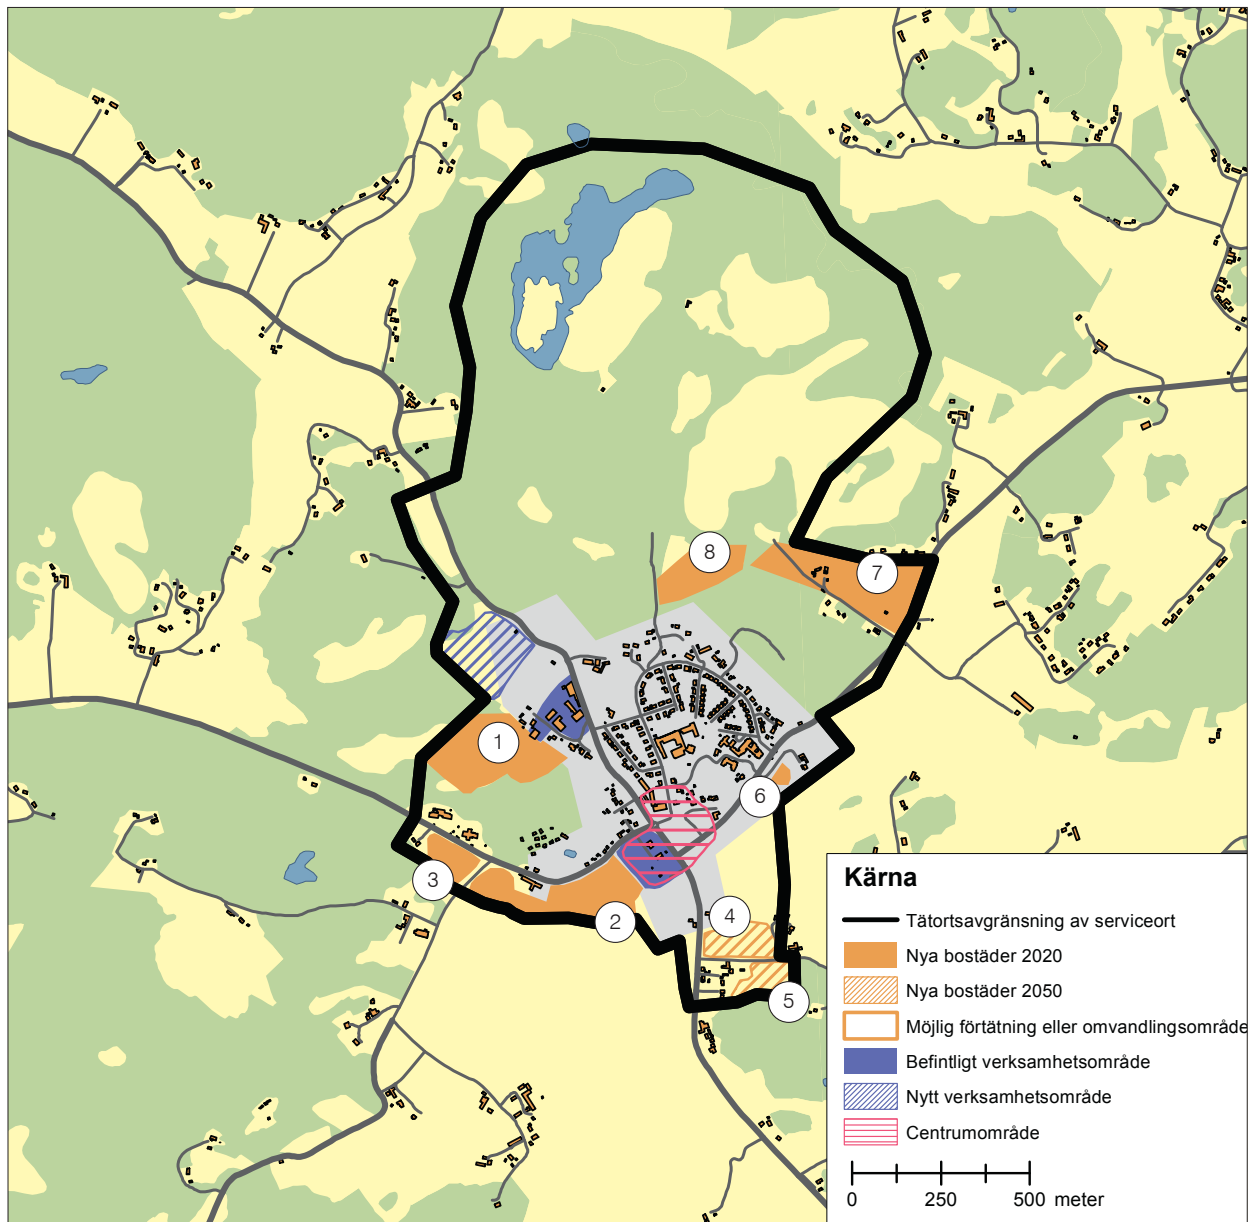 8
7
1
6
3
2
4
5
Kärna
Tätortsavgränsning av serviceort
Nya bostäder 2020
Nya bostäder 2050
Möjlig förtätning eller omvandlingsområde
Befintligt verksamhetsområde
Nytt verksamhetsområde
Centrumområde
0 250 500 meter